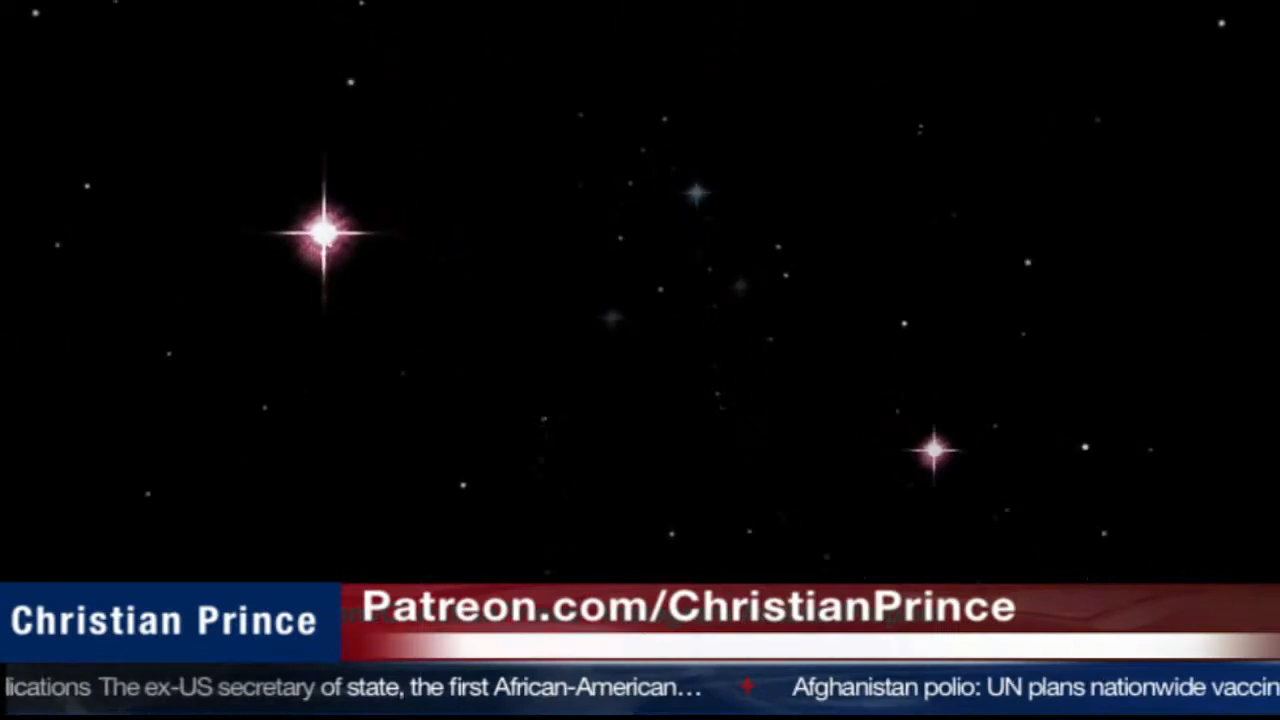 Christian Prince
Patreon.com/ChristianPrince
lications The ex-US secretary of state, the first African-American… Afghanistan polio: UN plans nationwide vaccin